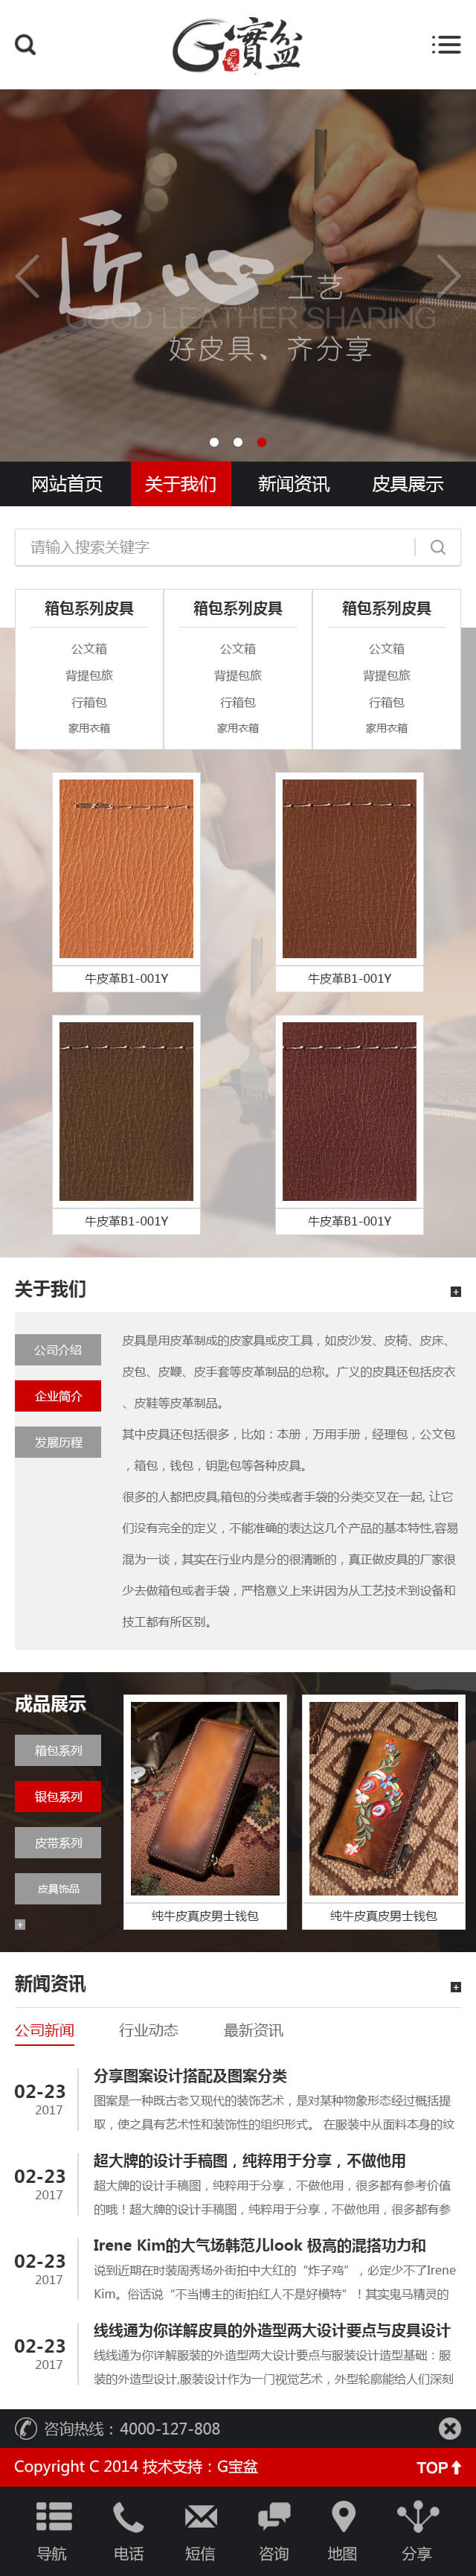 G宝盆
匠心工艺
GOOD LEATHER SHARING
好皮具、齐分享
网站首页 关于我们 新闻资讯 皮具展示
请输入搜索关键字
箱包系列皮具 箱包系列皮具 箱包系列皮具
公文箱 公文箱 公文箱
背提包旅 背提包旅 背提包旅
行箱包 行箱包 行箱包
家用衣箱 家用衣箱 家用衣箱
牛皮革B1-001Y 牛皮革B1-001Y
牛皮革B1-001Y 牛皮革B1-001Y
关于我们
公司介绍
企业简介
发展历程
皮具是用皮革制成的皮家具或皮工具，如皮沙发、皮椅、皮床、
皮包、皮鞭、皮手套等皮革制品的总称。广义的皮具还包括皮衣
、皮鞋等皮革制品。
其中皮具还包括很多，比如：本册，万用手册，经理包，公文包
，箱包，钱包，钥匙包等各种皮具。
很多的人都把皮具,箱包的分类或者手袋的分类交叉在一起, 让它
们没有完全的定义，不能准确的表达这几个产品的基本特性,容易
混为一谈，其实在行业内是分的很清晰的，真正做皮具的厂家很
少去做箱包或者手袋，严格意义上来讲因为从工艺技术到设备和
技工都有所区别。
成品展示
箱包系列
银包系列
皮带系列
皮具饰品
纯牛皮真皮男士钱包 纯牛皮真皮男士钱包
新闻资讯
公司新闻 行业动态 最新资讯
02-23
2017
分享图案设计搭配及图案分类
图案是一种既古老又现代的装饰艺术，是对某种物象形态经过概括提
取，使之具有艺术性和装饰性的组织形式。 在服装中从面料本身的纹
02-23
2017
超大牌的设计手稿图，纯粹用于分享，不做他用
超大牌的设计手稿图，纯粹用于分享，不做他用，很多都有参考价值
的哦！超大牌的设计手稿图，纯粹用于分享，不做他用，很多都有参
02-23
2017
Irene Kim的大气场韩范儿look 极高的混搭功力和
说到近期在时装周秀场外街拍中大红的“炸子鸡”，必定少不了Irene
Kim。俗话说“不当博主的街拍红人不是好模特”！其实鬼马精灵的
02-23
2017
线线通为你详解皮具的外造型两大设计要点与皮具设计
线线通为你详解服装的外造型两大设计要点与服装设计造型基础：服
装的外造型设计,服装设计作为一门视觉艺术，外型轮廓能给人们深刻
咨询热线：4000-127-808
Copyright C 2014 技术支持：G宝盆 TOP
导航 电话 短信 咨询 地图 分享